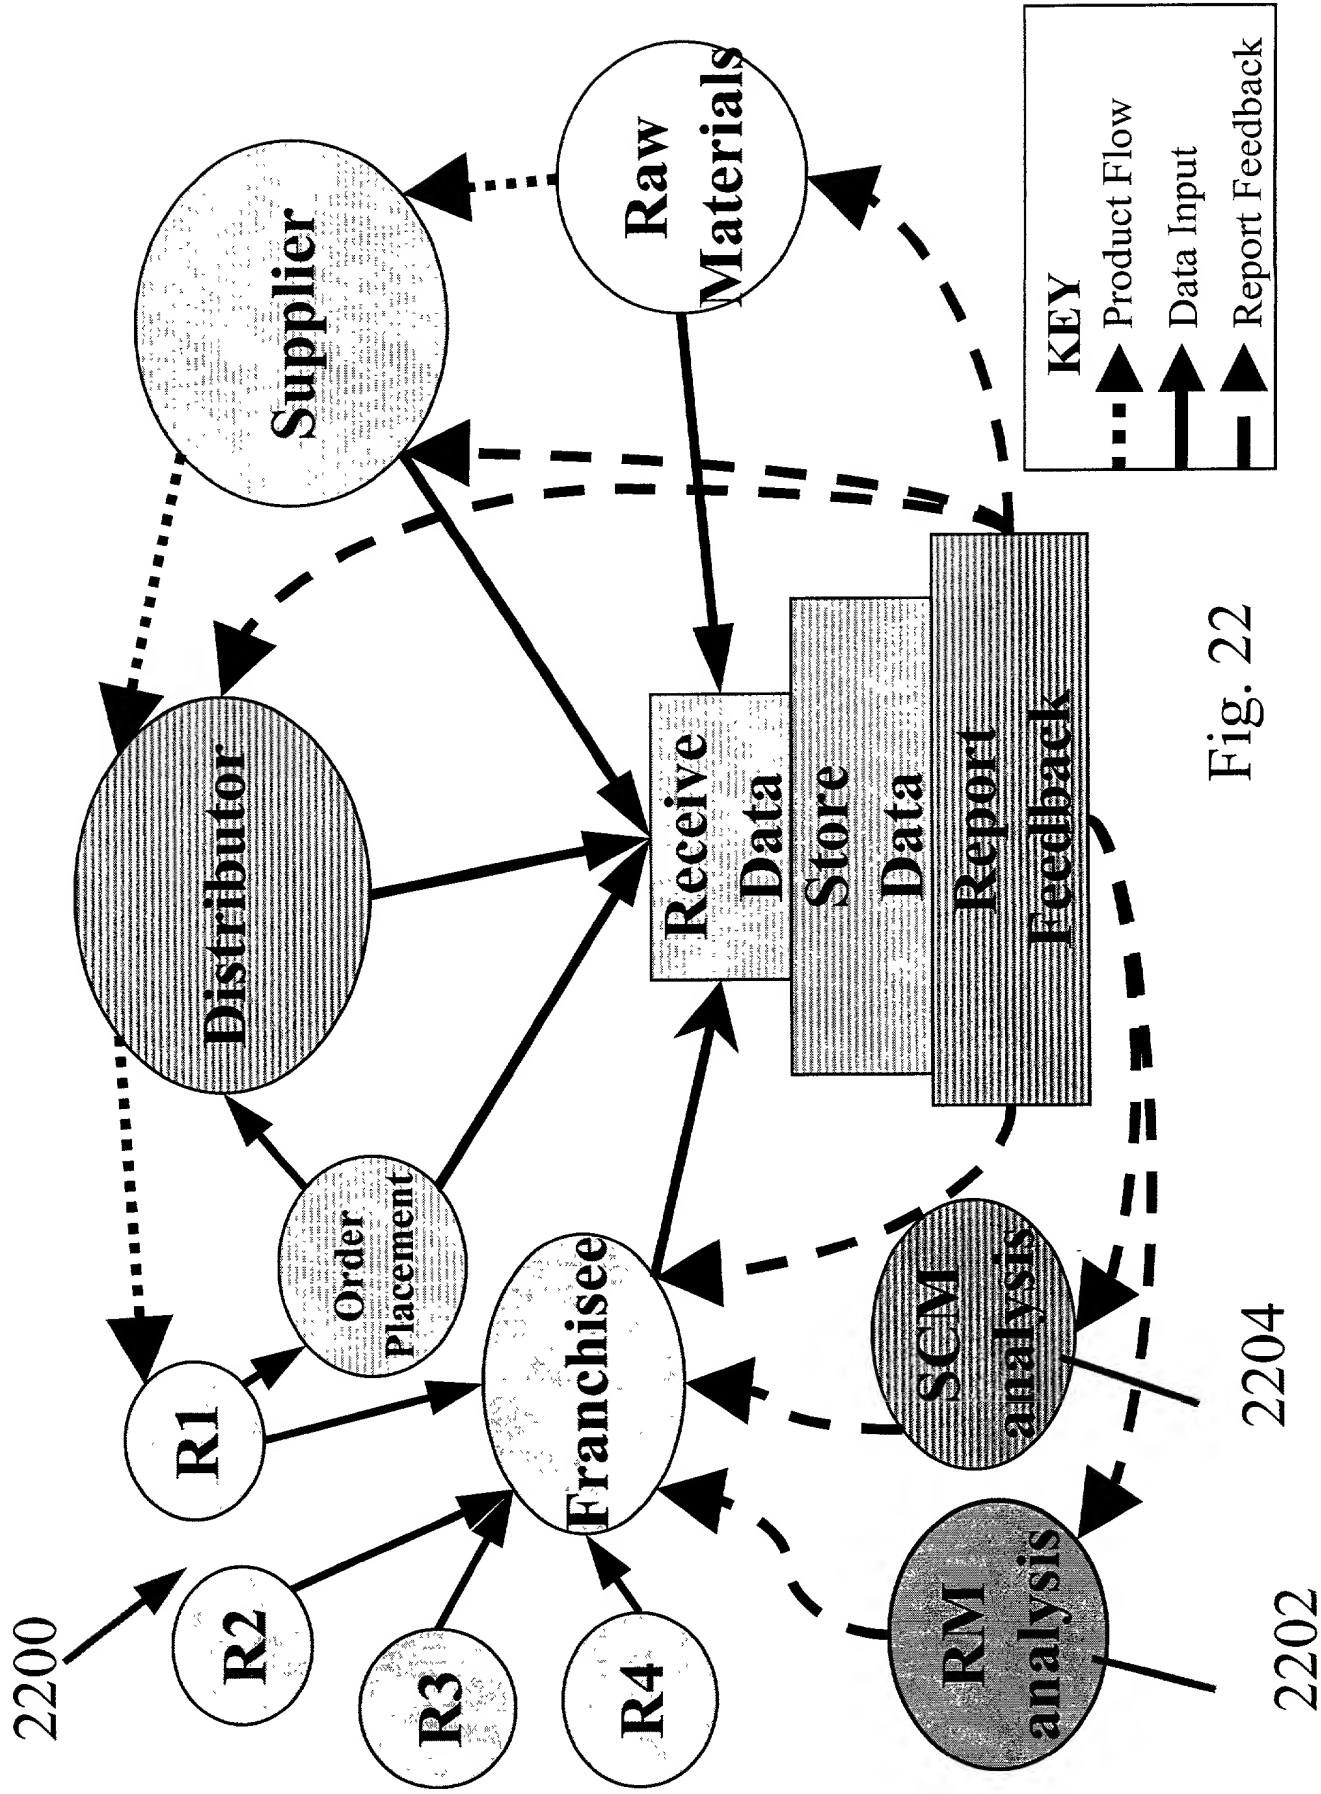 2200
R1
R2
R3
R4
Order
Placement
Distributor
Supplier
Franchisee
Receive
Data
Store
Data
Report
Feedback
Raw
Materials
RM
analysis
SCM
analysis
2202
2204
KEY
Product Flow
Data Input
Report Feedback
Fig. 22